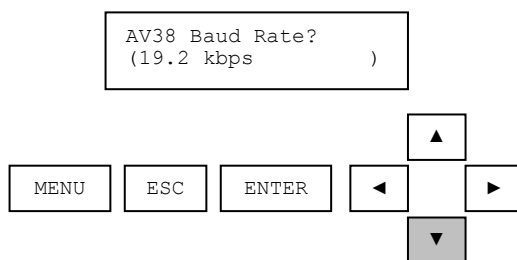 AV38 Baud Rate?
(19.2 kbps )
▲
MENU ESC ENTER ◄ ►
▼